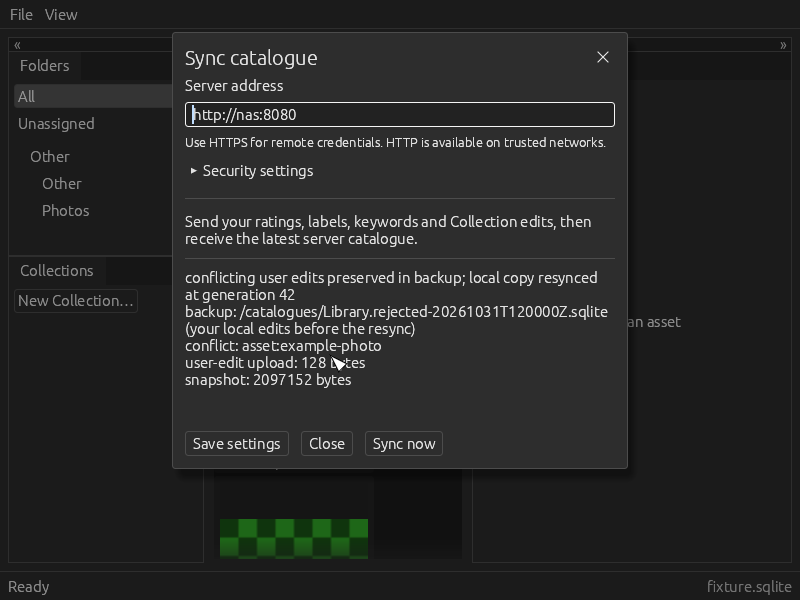 File View
« »
Folders
All
Unassigned
Other
Other
Photos
Collections
New Collection...
Sync catalogue
Server address
http://nas:8080
Use HTTPS for remote credentials. HTTP is available on trusted networks.
Security settings
Send your ratings, labels, keywords and Collection edits, then
receive the latest server catalogue.
conflicting user edits preserved in backup; local copy resynced
at generation 42
backup: /catalogues/Library.rejected-20261031T120000Z.sqlite
(your local edits before the resync)
conflict: asset:example-photo
user-edit upload: 128 bytes
snapshot: 2097152 bytes
Save settings Close Sync now
an asset
Ready
fixture.sqlite